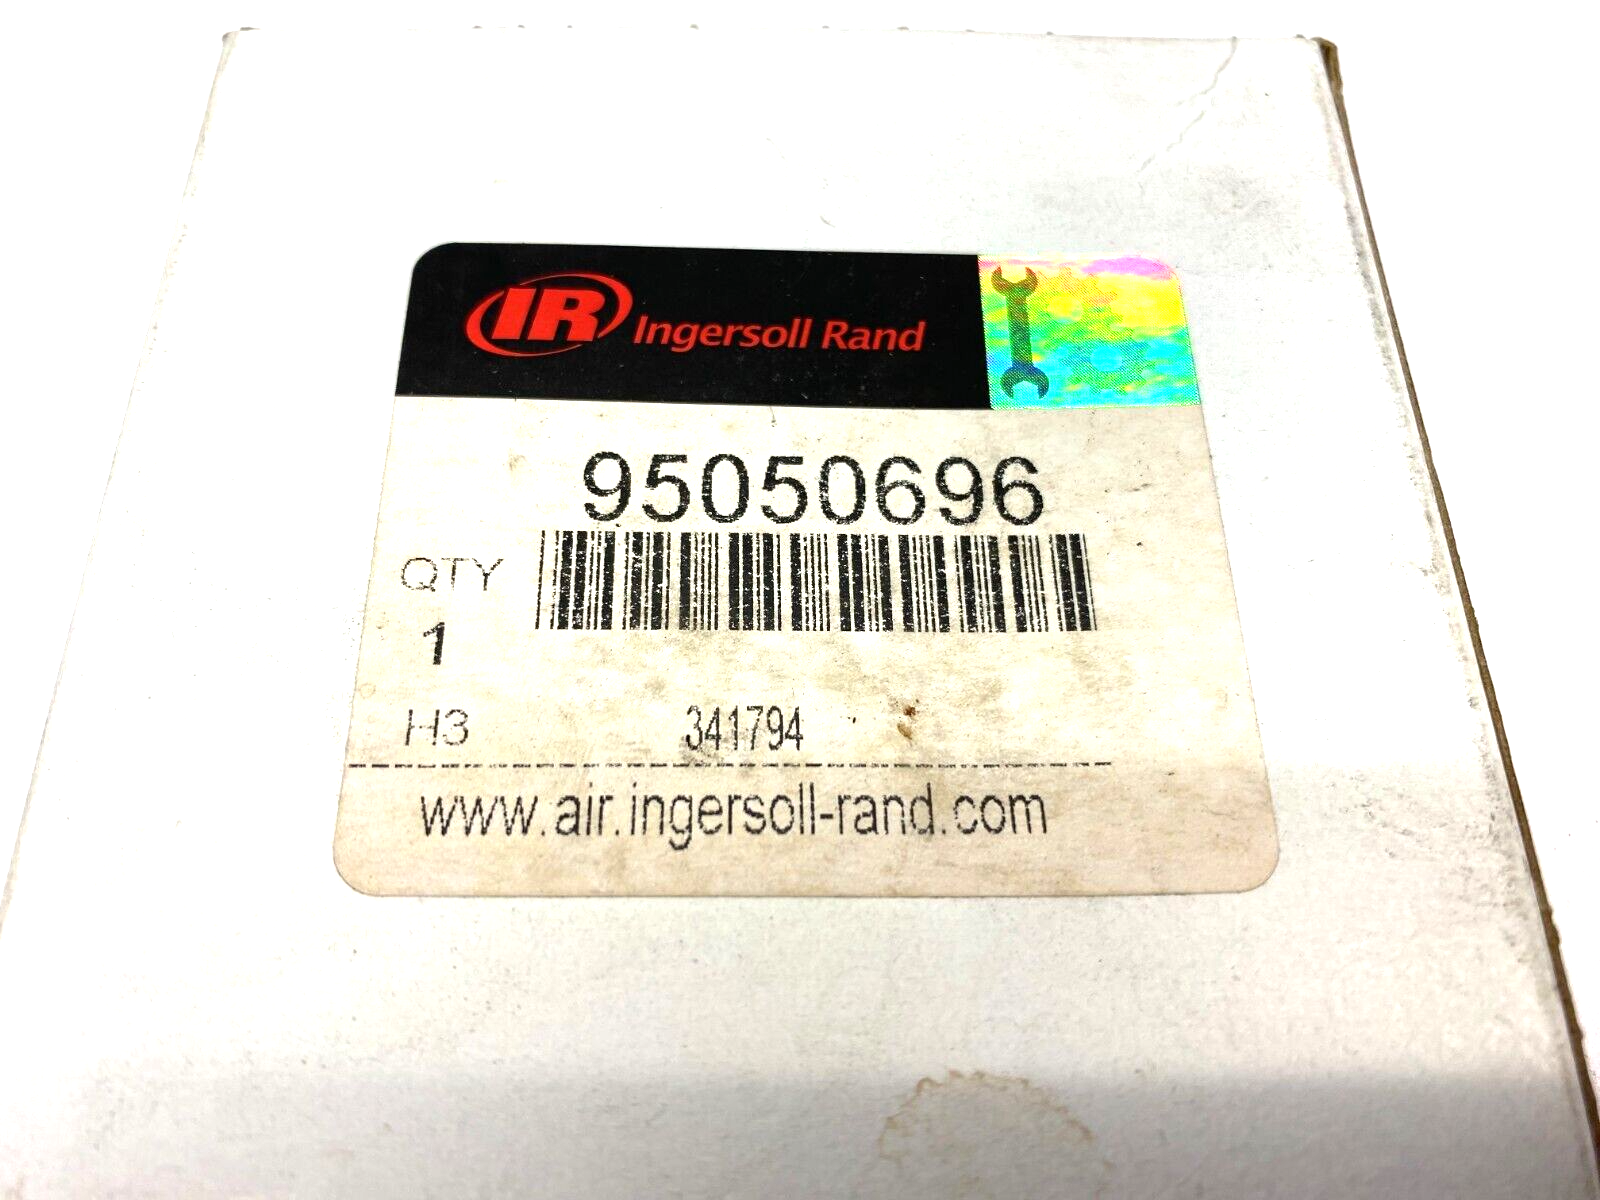 IR Ingersoll Rand
95050696
QTY
1
H3 341794
www.air.ingersoll-rand.com